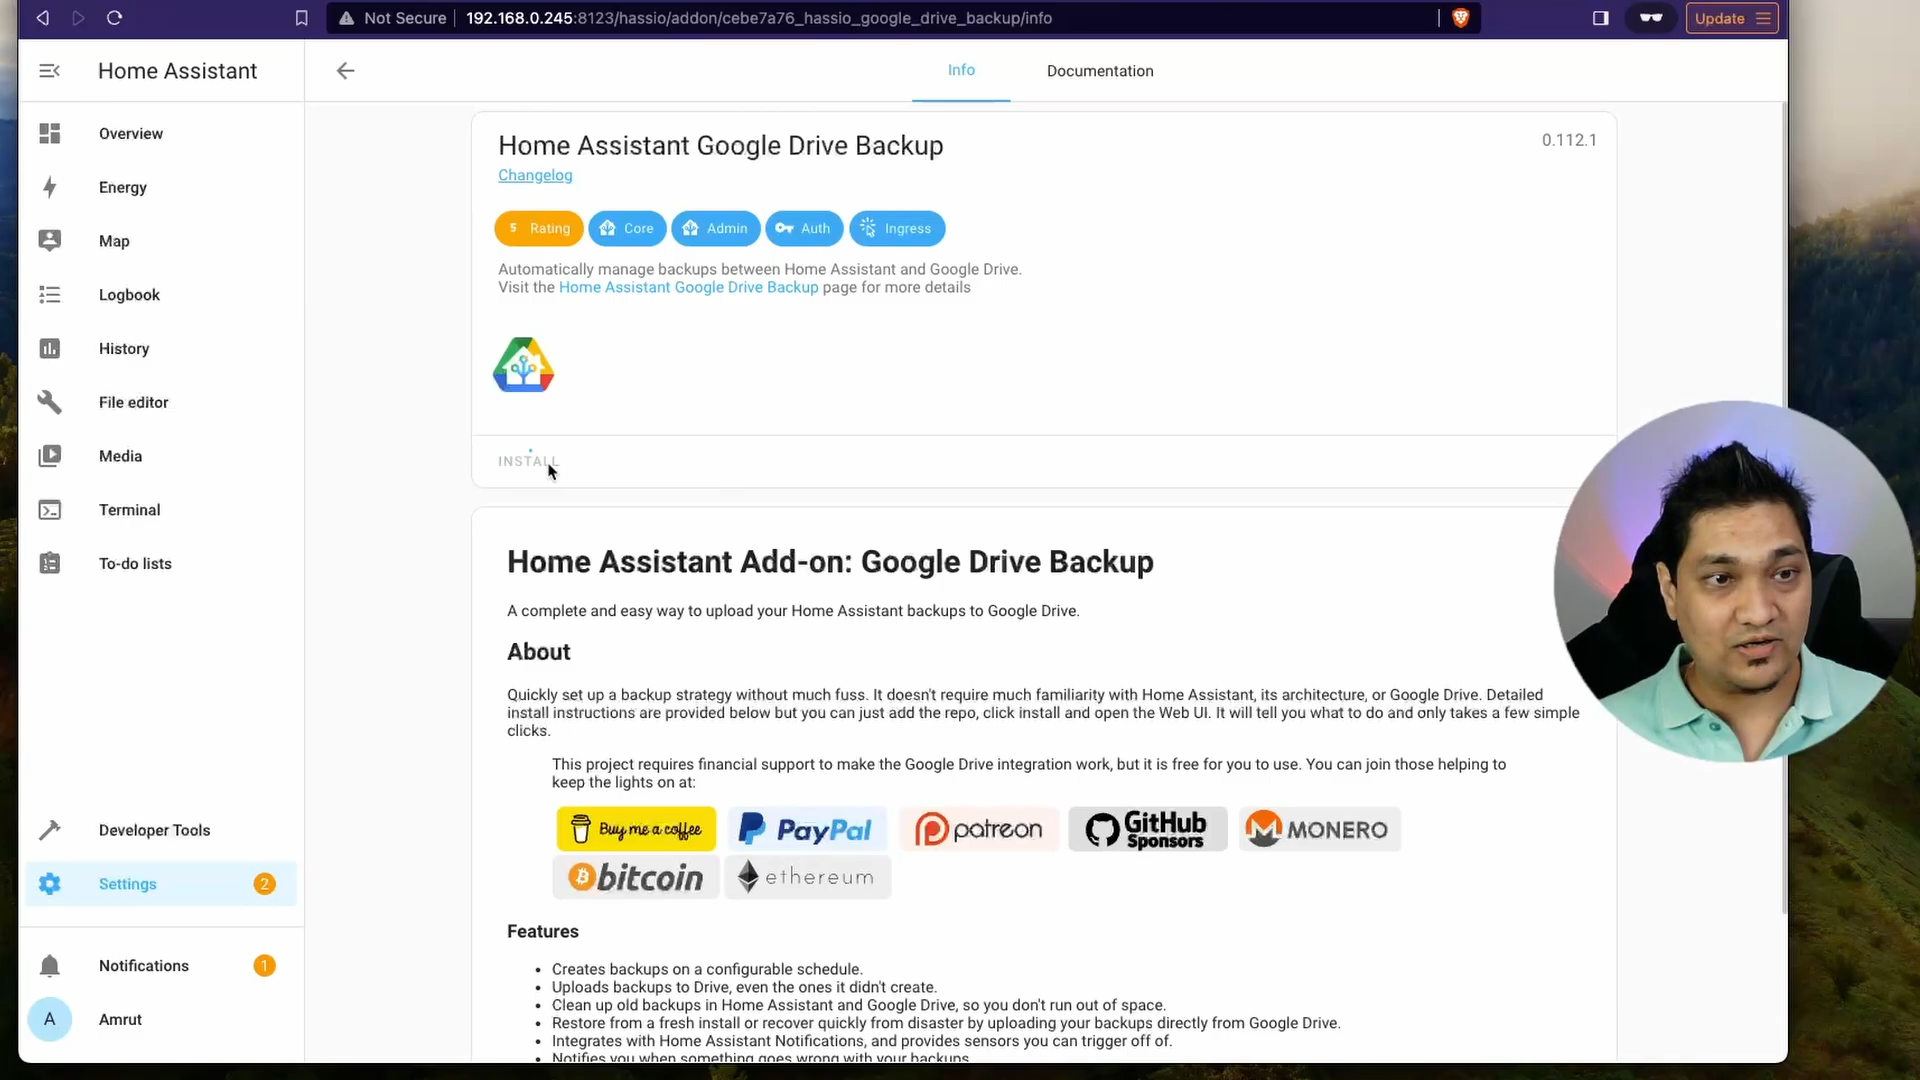 Not Secure
192.168.0.245:8123/hassio/addon/cebe7a76_hassio_google_drive_backup/info
Update
Home Assistant
Info
Documentation
Overview
Energy
Map
Logbook
History
File editor
Media
Terminal
To-do lists
Developer Tools
Settings
2
Notifications
1
A
Amrut
Home Assistant Google Drive Backup
0.112.1
Changelog
5 Rating
Core
Admin
Auth
Ingress
Automatically manage backups between Home Assistant and Google Drive.
Visit the Home Assistant Google Drive Backup page for more details
INSTALL
Home Assistant Add-on: Google Drive Backup
A complete and easy way to upload your Home Assistant backups to Google Drive.
About
Quickly set up a backup strategy without much fuss. It doesn't require much familiarity with Home Assistant, its architecture, or Google Drive. Detailed
install instructions are provided below but you can just add the repo, click install and open the Web UI. It will tell you what to do and only takes a few simple
clicks.
This project requires financial support to make the Google Drive integration work, but it is free for you to use. You can join those helping to
keep the lights on at:
Buy me a coffee
PayPal
patreon
GitHub
Sponsors
MONERO
bitcoin
ethereum
Features
• Creates backups on a configurable schedule.
• Uploads backups to Drive, even the ones it didn't create.
• Clean up old backups in Home Assistant and Google Drive, so you don't run out of space.
• Restore from a fresh install or recover quickly from disaster by uploading your backups directly from Google Drive.
• Integrates with Home Assistant Notifications, and provides sensors you can trigger off of.
• Notifies you when something goes wrong with your backups.